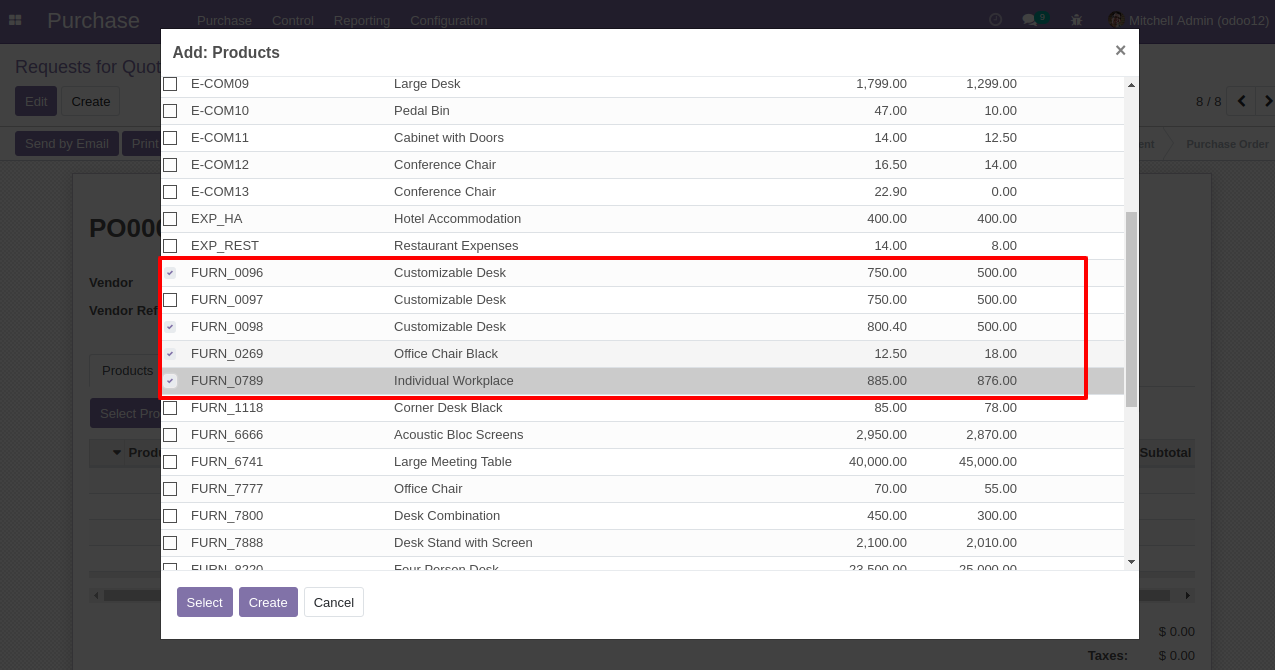 Purchase Purchase Control Reporting Configuration 9 Mitchell Admin (odoo12)
Requests for Quot
Edit Create 8 / 8
Send by Email Print ent Purchase Order
PO000
Vendor
Vendor Ref
Products
Select Pro
Produ Subtotal
$ 0.00
Taxes: $ 0.00
Add: Products ×
E-COM09 Large Desk 1,799.00 1,299.00
E-COM10 Pedal Bin 47.00 10.00
E-COM11 Cabinet with Doors 14.00 12.50
E-COM12 Conference Chair 16.50 14.00
E-COM13 Conference Chair 22.90 0.00
EXP_HA Hotel Accommodation 400.00 400.00
EXP_REST Restaurant Expenses 14.00 8.00
FURN_0096 Customizable Desk 750.00 500.00
FURN_0097 Customizable Desk 750.00 500.00
FURN_0098 Customizable Desk 800.40 500.00
FURN_0269 Office Chair Black 12.50 18.00
FURN_0789 Individual Workplace 885.00 876.00
FURN_1118 Corner Desk Black 85.00 78.00
FURN_6666 Acoustic Bloc Screens 2,950.00 2,870.00
FURN_6741 Large Meeting Table 40,000.00 45,000.00
FURN_7777 Office Chair 70.00 55.00
FURN_7800 Desk Combination 450.00 300.00
FURN_7888 Desk Stand with Screen 2,100.00 2,010.00
FURN_8220 Four Person Desk 23,500.00 25,000.00
Select Create Cancel